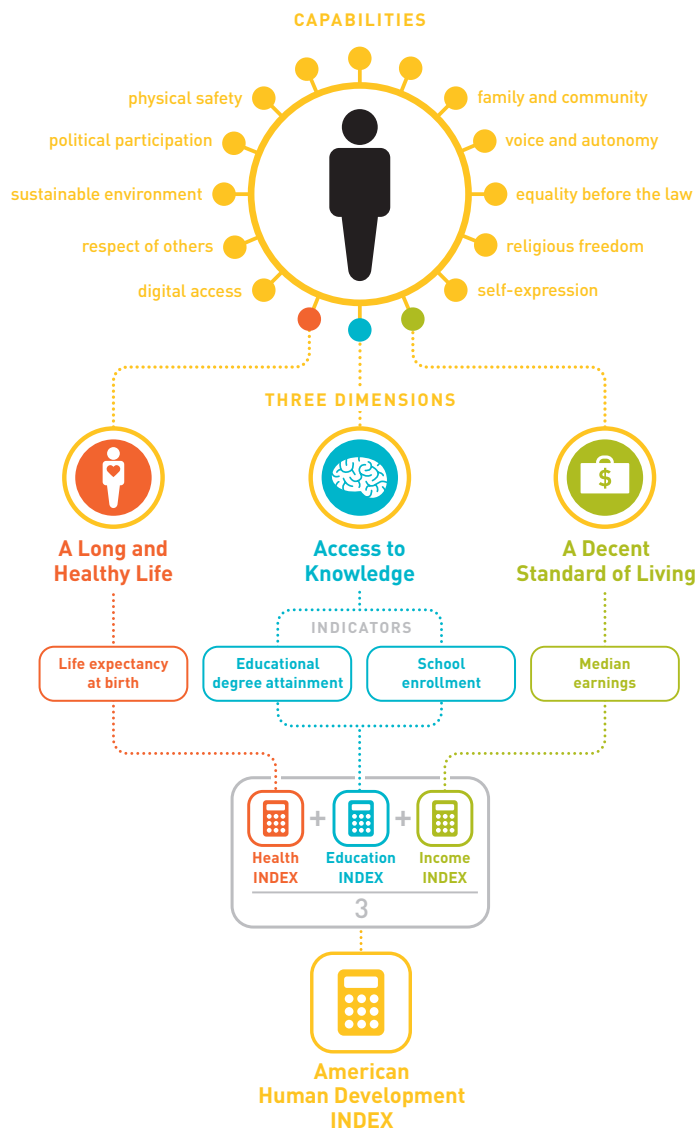 CAPABILITIES
physical safety
family and community
political participation
voice and autonomy
sustainable environment
equality before the law
respect of others
religious freedom
digital access
self-expression
THREE DIMENSIONS
$
A Long and
Healthy Life
Access to
Knowledge
A Decent
Standard of Living
INDICATORS
Life expectancy
at birth
Educational
degree attainment
School
enrollment
Median
earnings
+ +
Health
INDEX
Education
INDEX
Income
INDEX
3
American
Human Development
INDEX